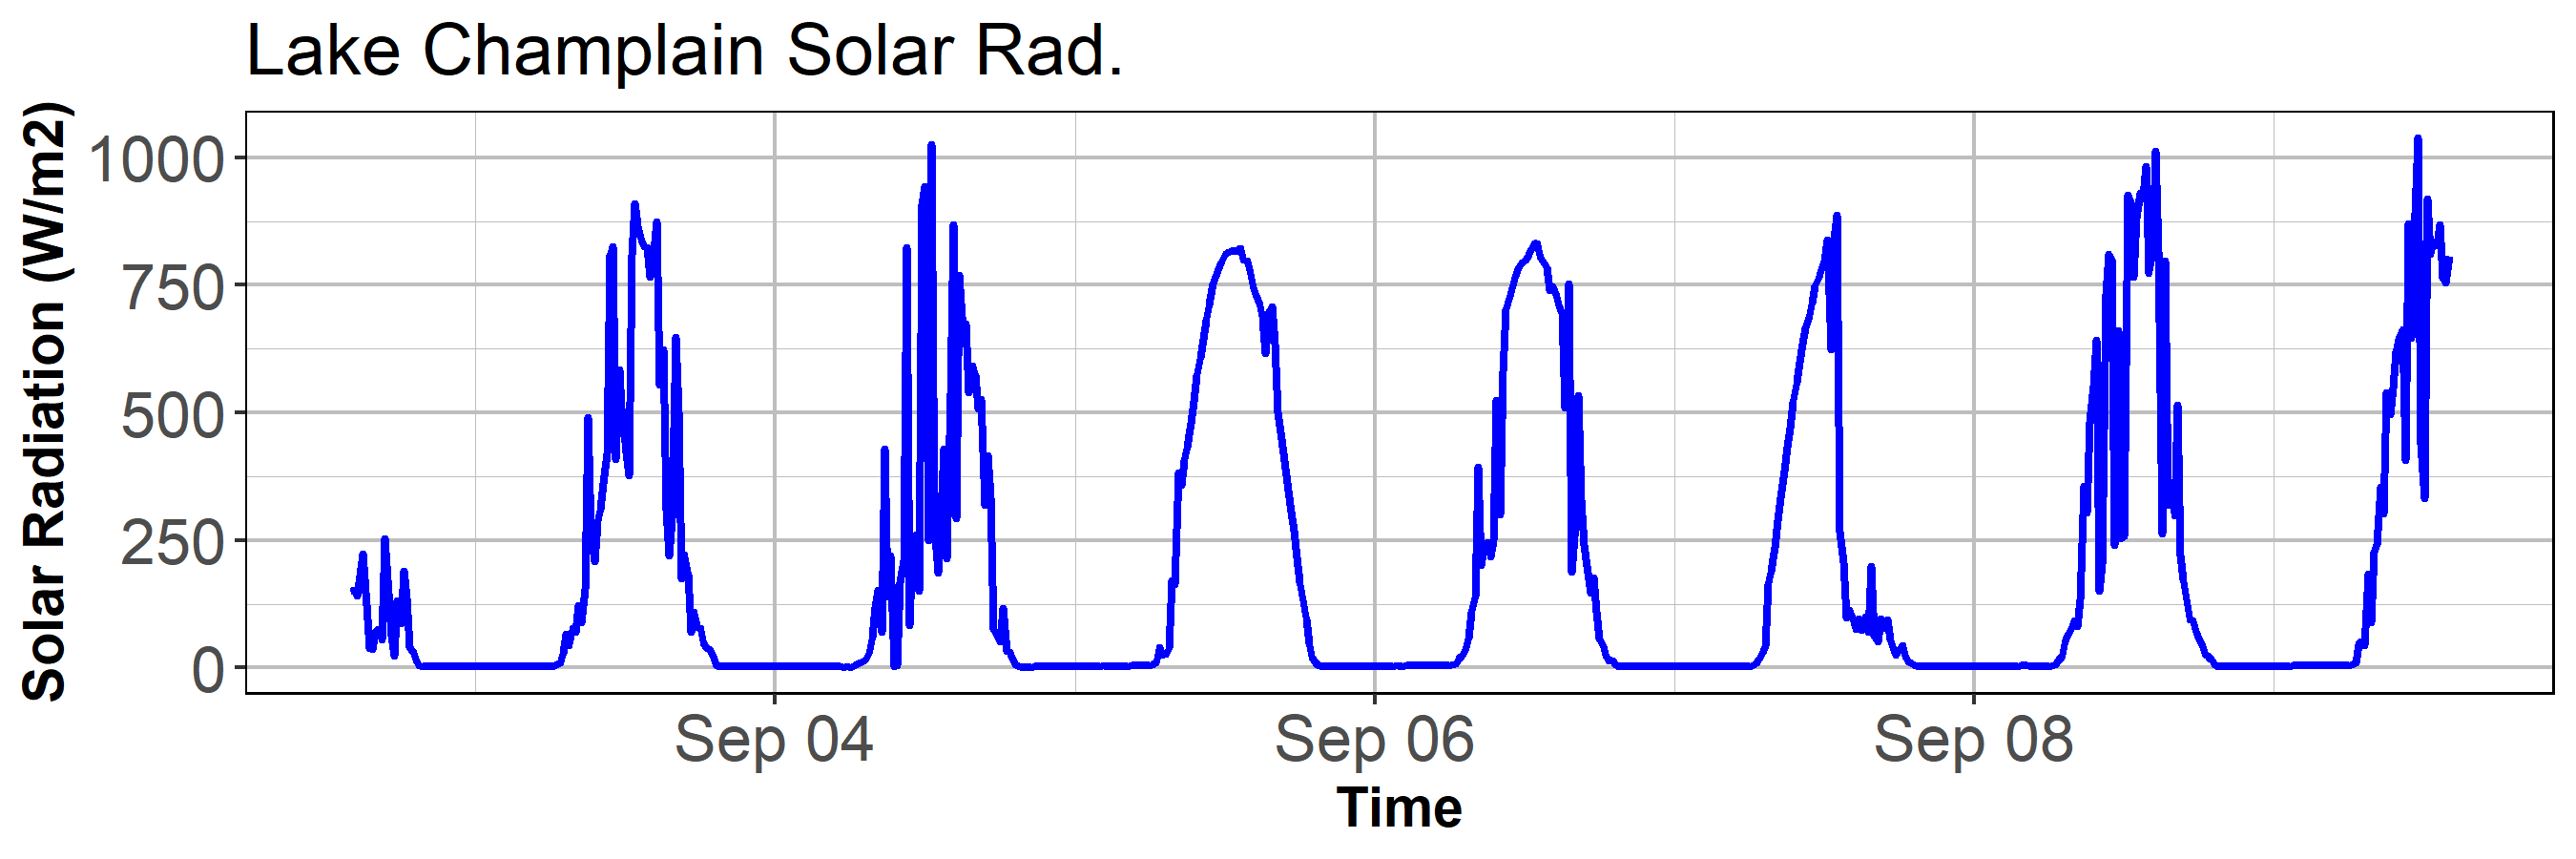 Lake Champlain Solar Rad.
Solar Radiation (W/m2)
1000
750
500
250
0
Sep 04
Sep 06
Sep 08
Time